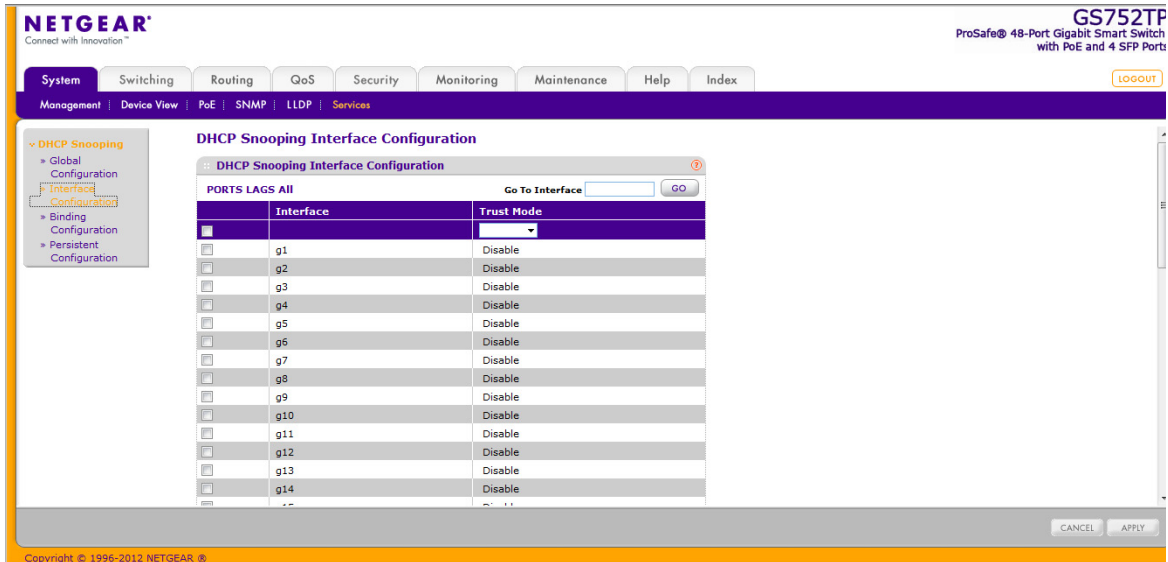 NETGEAR®
Connect with Innovation™
GS752TP
ProSafe® 48-Port Gigabit Smart Switch
with PoE and 4 SFP Ports
System Switching Routing QoS Security Monitoring Maintenance Help Index
LOGOUT
Management Device View PoE SNMP LLDP Services
DHCP Snooping
» Global
Configuration
» Interface
Configuration
» Binding
Configuration
» Persistent
Configuration
DHCP Snooping Interface Configuration
DHCP Snooping Interface Configuration
PORTS LAGS All Go To Interface GO
Interface Trust Mode
g1 Disable
g2 Disable
g3 Disable
g4 Disable
g5 Disable
g6 Disable
g7 Disable
g8 Disable
g9 Disable
g10 Disable
g11 Disable
g12 Disable
g13 Disable
g14 Disable
CANCEL APPLY
Copyright © 1996-2012 NETGEAR ®